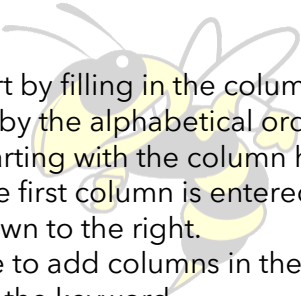 rt by filling in the colum
by the alphabetical ord
arting with the column h
e first column is entered
wn to the right.
e to add columns in the
the keyword